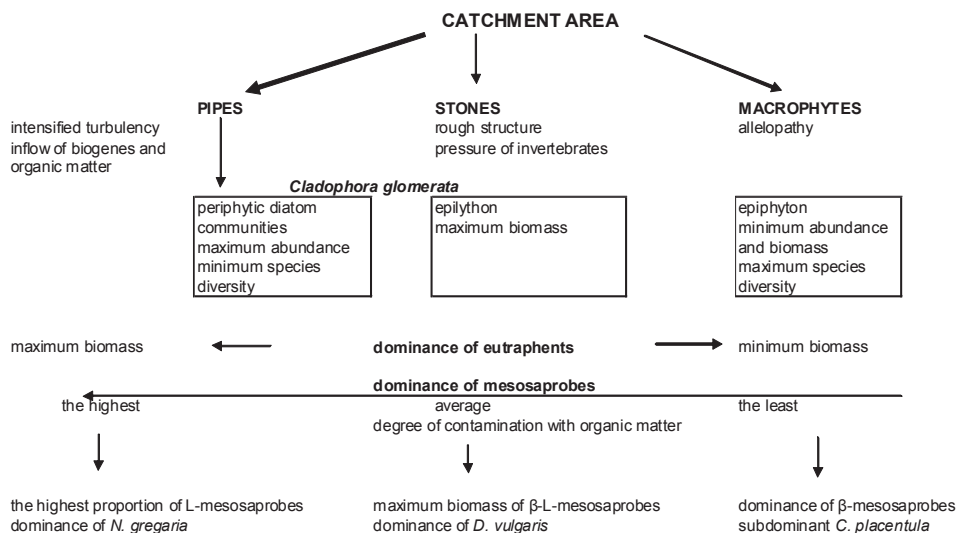 CATCHMENT AREA
PIPES
STONES
MACROPHYTES
intensified turbulency
inflow of biogenes and
organic matter
rough structure
pressure of invertebrates
allelopathy
Cladophora glomerata
periphytic diatom
communities
maximum abundance
minimum species
diversity
epilython
maximum biomass
epiphyton
minimum abundance
and biomass
maximum species
diversity
maximum biomass
dominance of eutraphents
minimum biomass
dominance of mesosaprobes
the highest
average
the least
degree of contamination with organic matter
the highest proportion of L-mesosaprobes
dominance of N. gregaria
maximum biomass of β-L-mesosaprobes
dominance of D. vulgaris
dominance of β-mesosaprobes
subdominant C. placentula